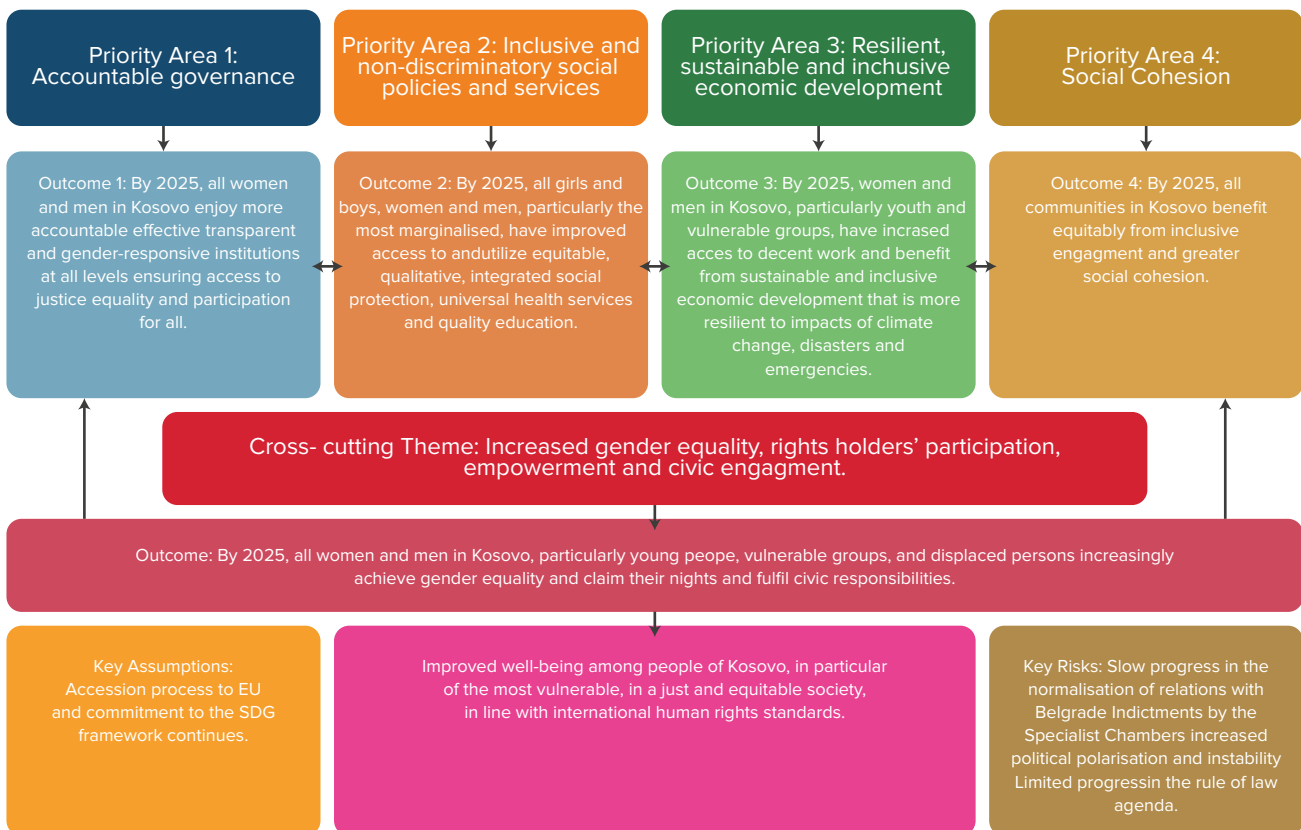 Priority Area 1:
Accountable governance
Priority Area 2: Inclusive and
non-discriminatory social
policies and services
Priority Area 3: Resilient,
sustainable and inchusive
economic development
Priority Area 4:
Social Cohesion
Outcome 1: By 2025, all women
and men in Kosovo enjoy more
accountable effective transparent
and gender-responsive institutions
at all levels ensuring access to
justice equality and participation
for all.
Outcome 2: By 2025, all girls and
boys, women and men, particularly the
most marginalised, have improved
access to andutilize equitable,
qualitative, integrated social
protection, universal health services
and quality education.
Outcome 3: By 2025, women and
men in Kosovo, particularly youth and
vulnerable groups, have incrased
acces to decent work and benefit
from sustainable and inclusive
economic development that is more
resilient to impacts of climate
change, disasters and
emergencies.
Outcome 4: By 2025, all
communities in Kosovo benefit
equitably from inclusive
engagment and greater
social cohesion.
Cross- cutting Theme: Increased gender equality, rights holders' participation,
empowerment and civic engagment.
Outcome: By 2025, all women and men in Kosovo, particularly young peope, vulnerable groups, and displaced persons increasingly
achieve gender equality and claim their nights and fulfil civic responsibilities.
Key Assumptions:
Accession process to EU
and commitment to the SDG
framework continues.
Improved well-being among people of Kosovo, in particular
of the most vulnerable, in a just and equitable society,
in line with international human rights standards.
Key Risks: Slow progress in the
normalisation of relations with
Belgrade Indictments by the
Specialist Chambers increased
political polarisation and instability
Limited progressin the rule of law
agenda.